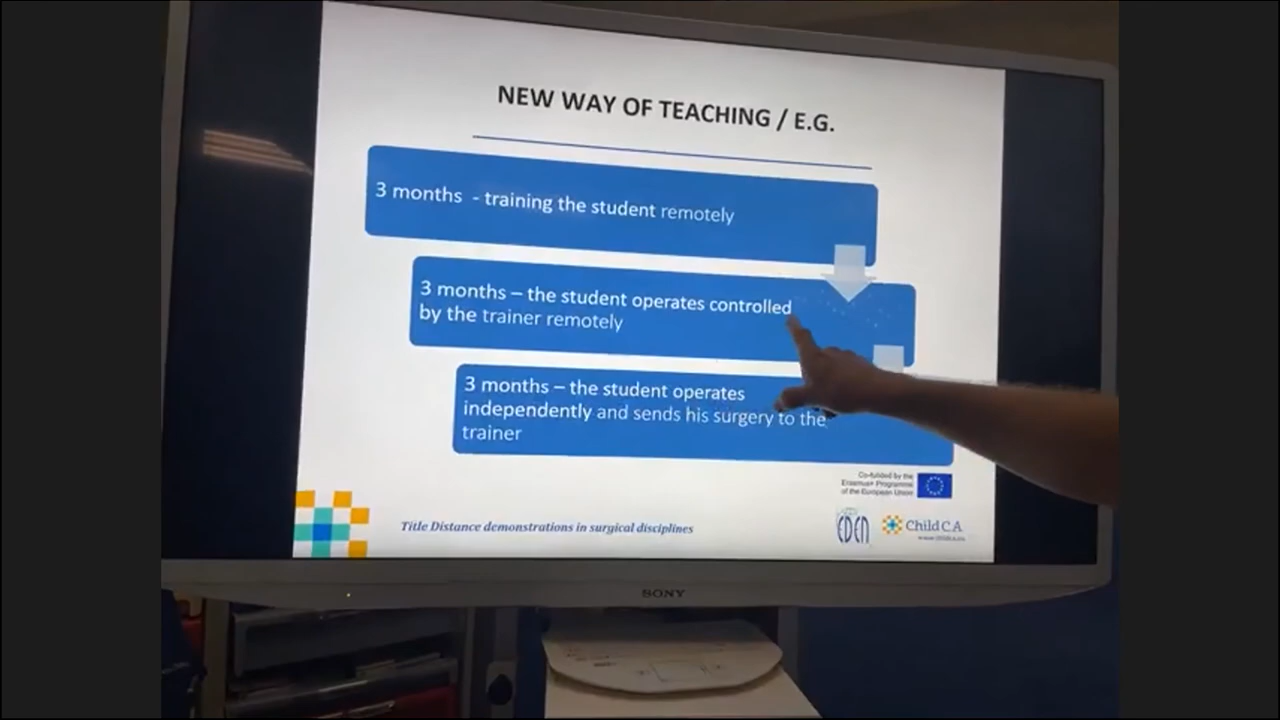 NEW WAY OF TEACHING / E.G.
3 months - training the student remotely
3 months – the student operates controlled
by the trainer remotely
3 months – the student operates
independently and sends his surgery to the
trainer
Co-funded by the
Erasmus+ Programme
of the European Union
Title Distance demonstrations in surgical disciplines
EDEN
Child C.A.
SONY